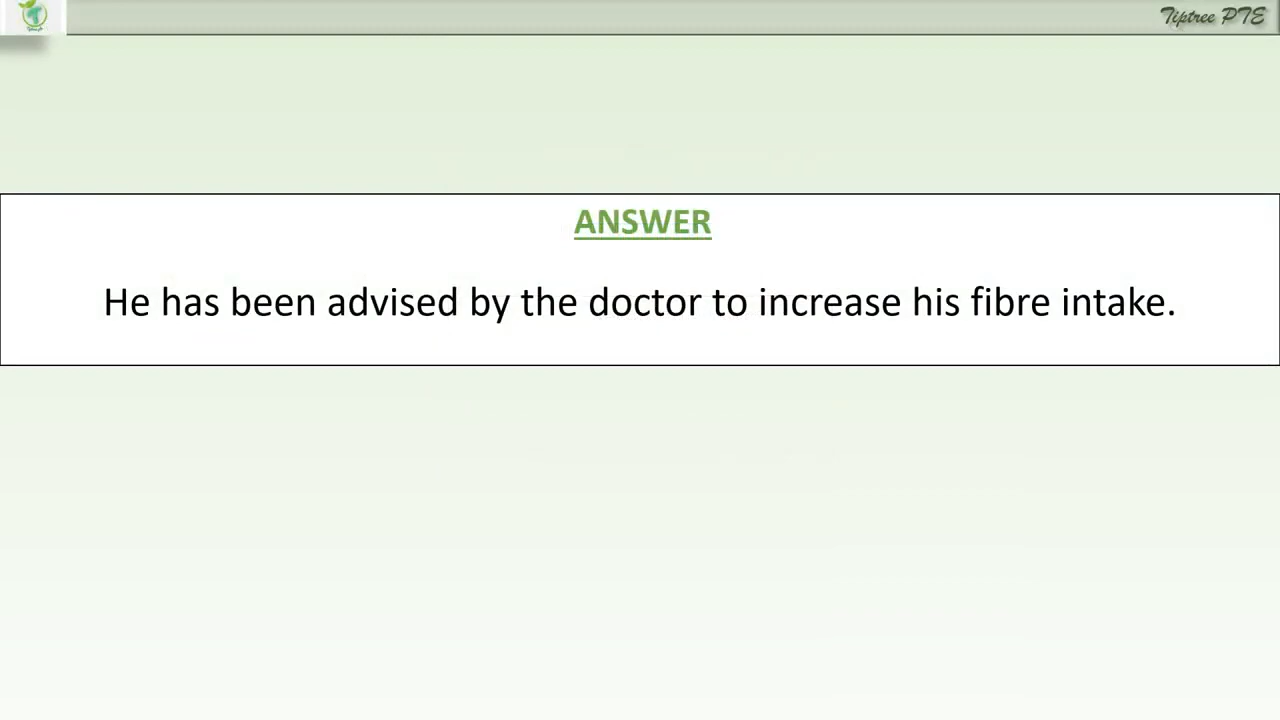 Tiptree PTE
ANSWER
He has been advised by the doctor to increase his fibre intake.